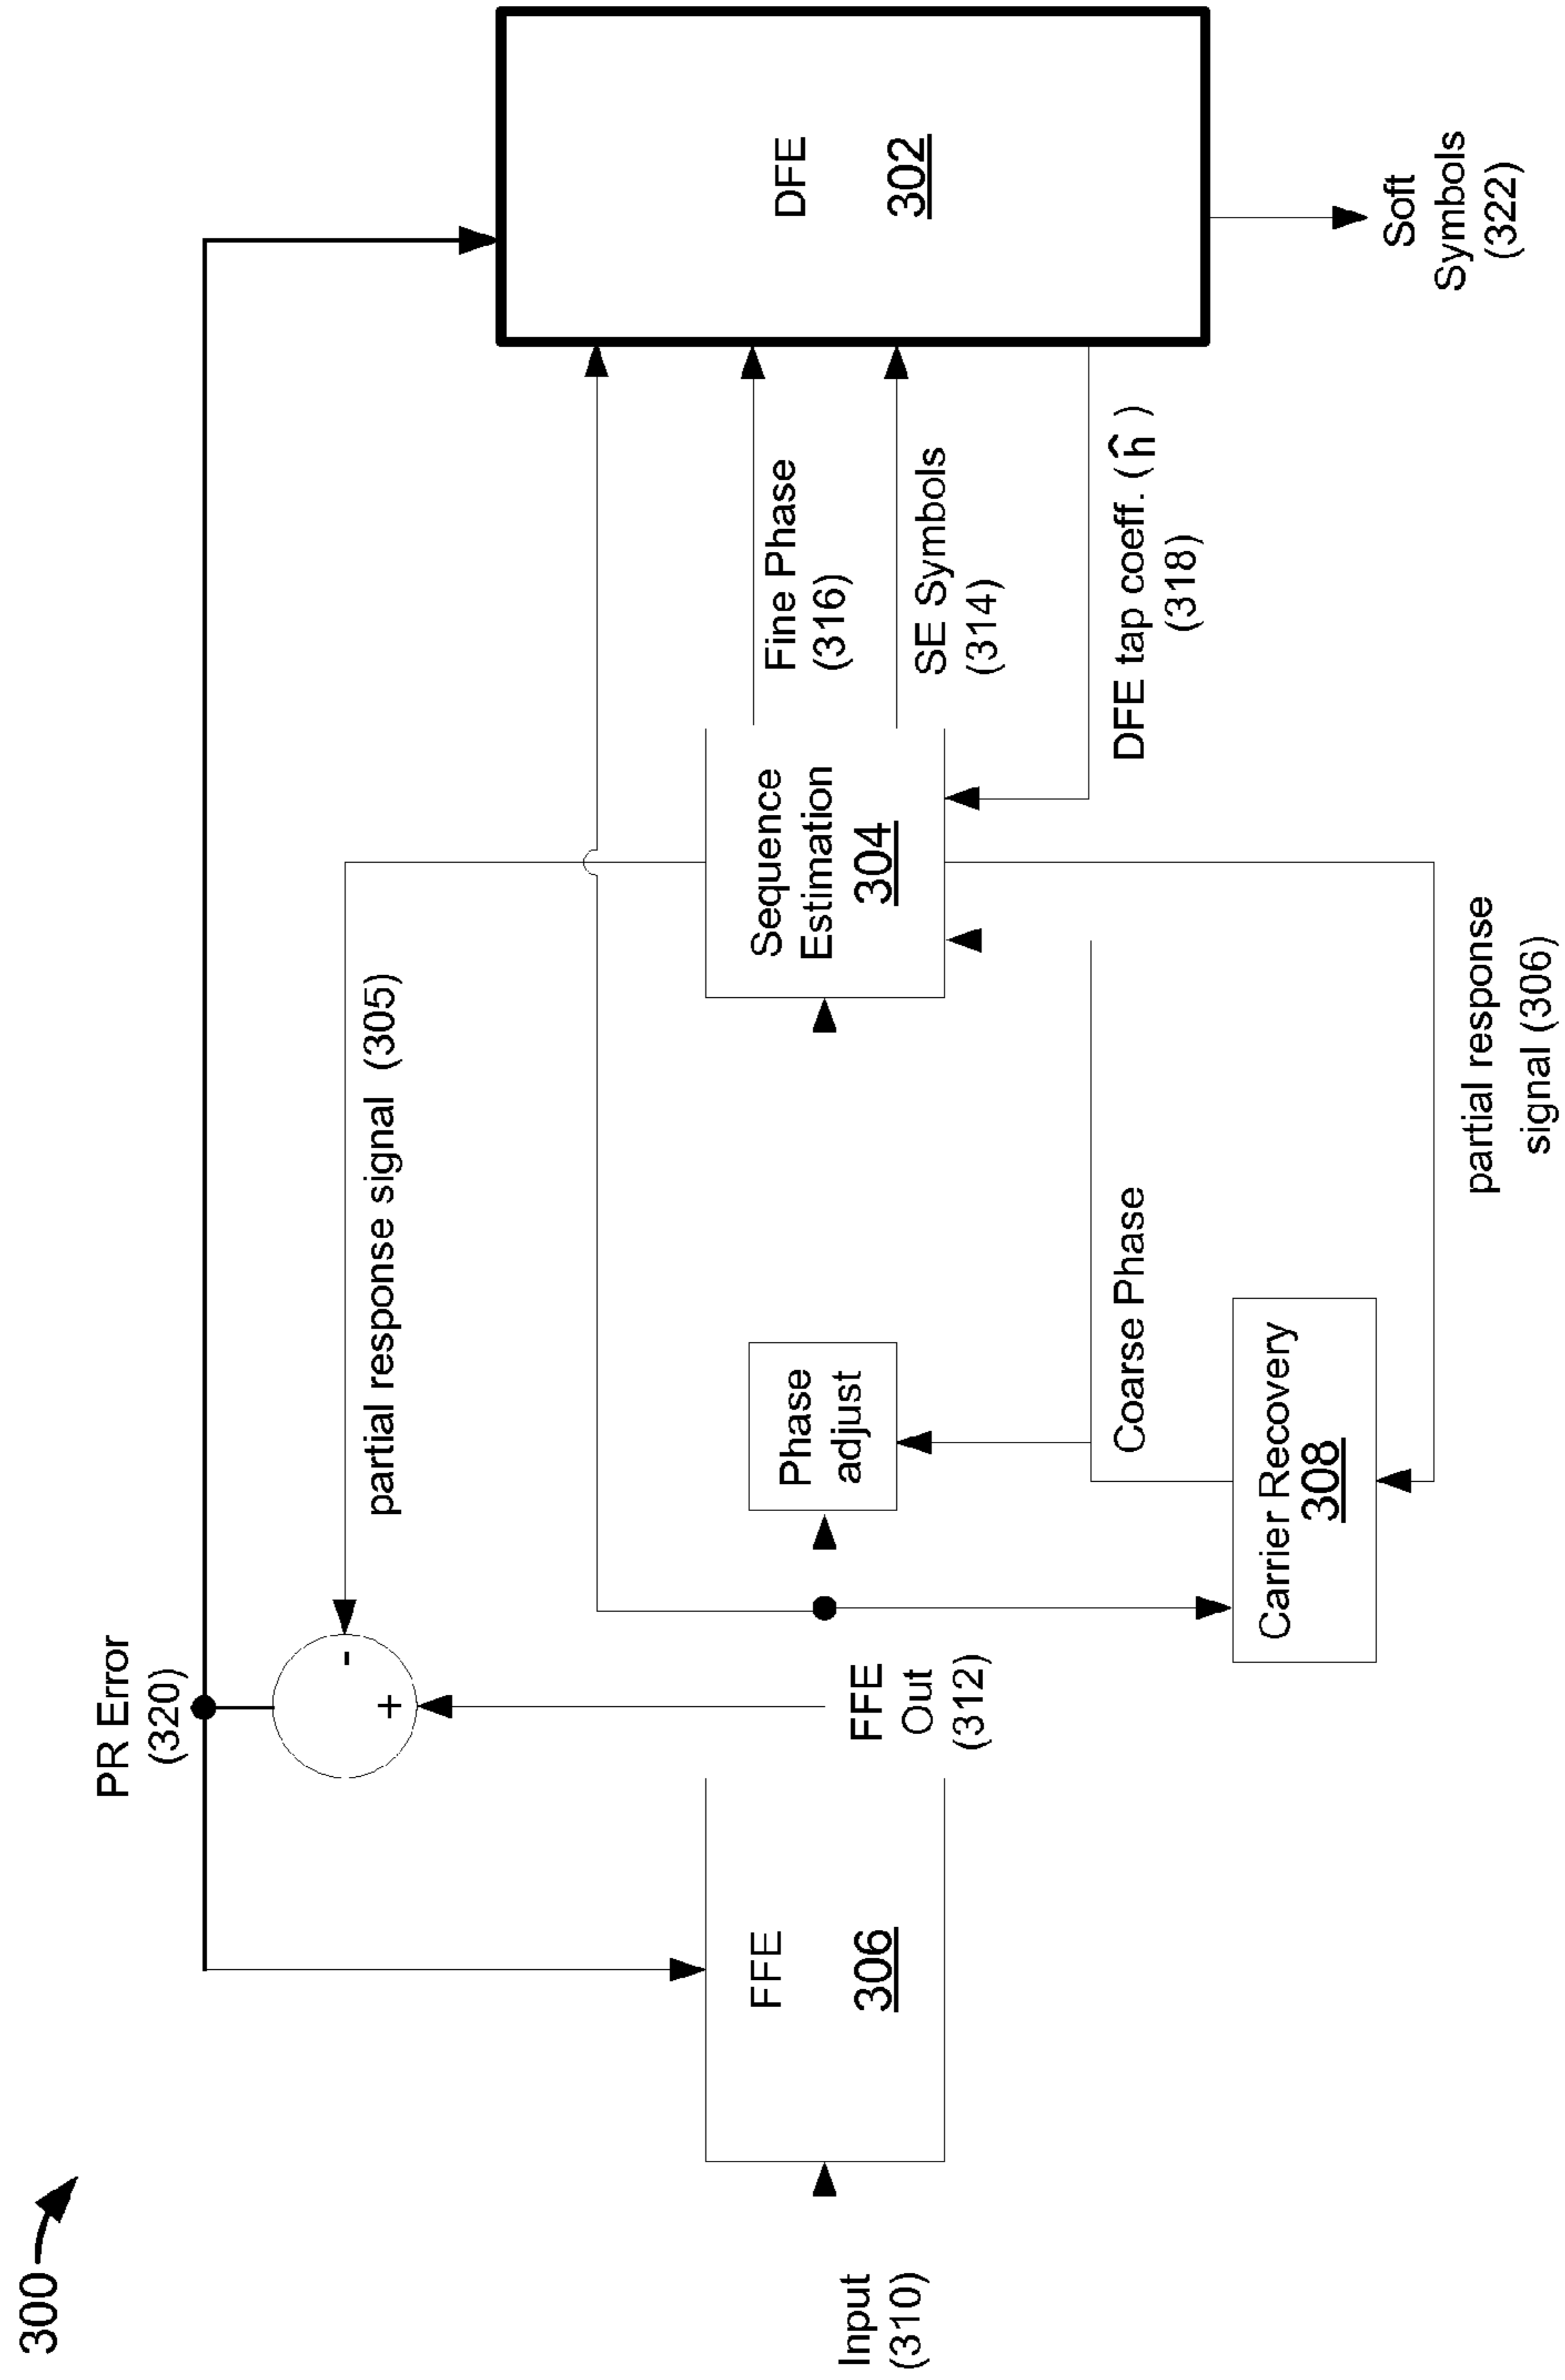 300
PR Error
(320)
partial response signal (305)
-
+
Input
(310)
FFE
306
FFE
Out
(312)
Phase
adjust
Sequence
Estimation
304
Fine Phase
(316)
SE Symbols
(314)
DFE tap coeff. (ĥ)
(318)
DFE
302
Coarse Phase
Carrier Recovery
308
partial response
signal (306)
Soft
Symbols
(322)